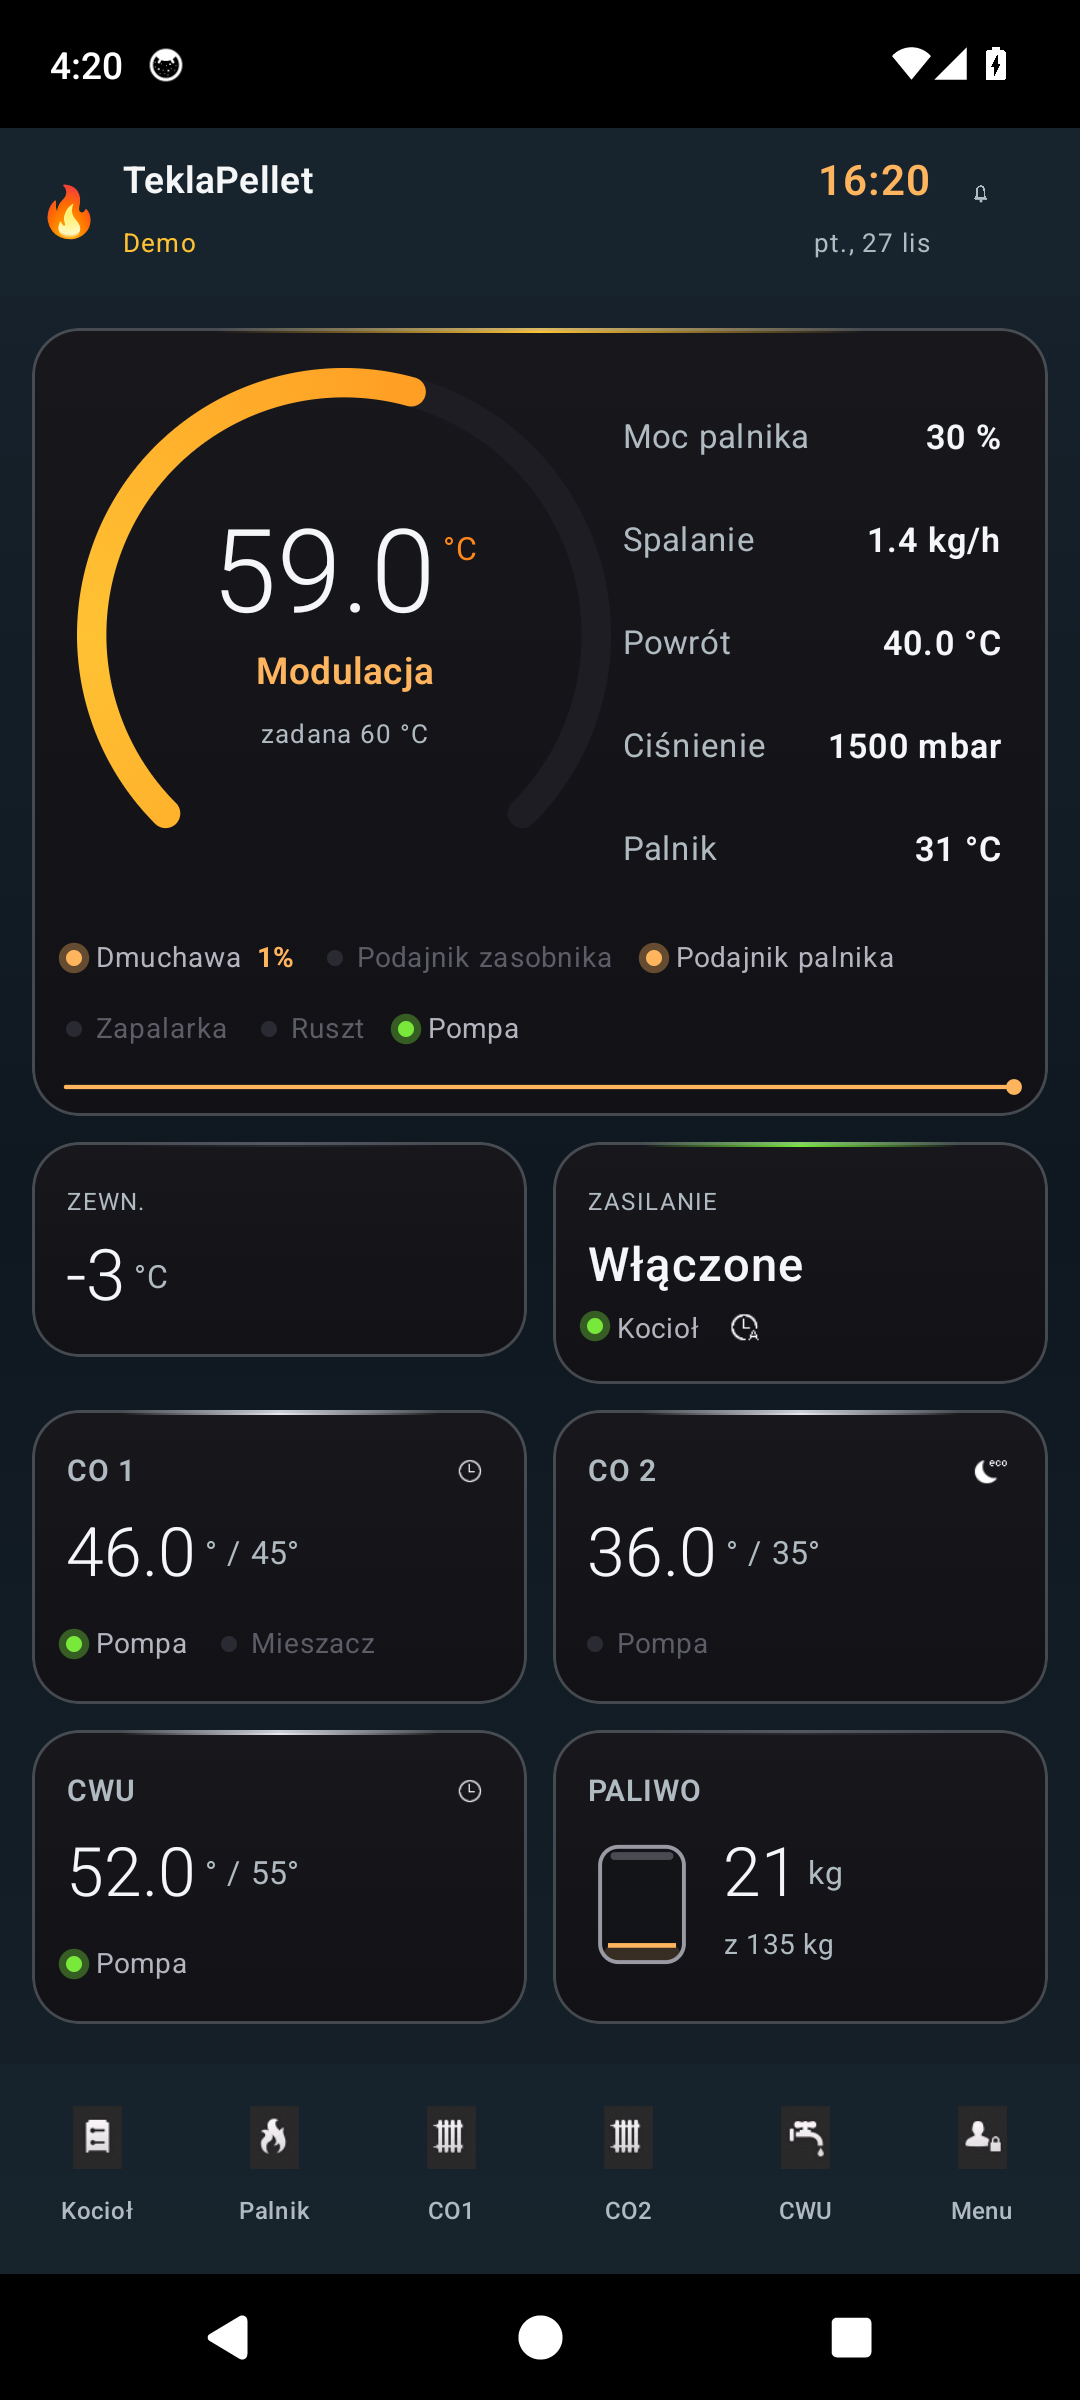 4:20
TeklaPellet
Demo
16:20
pt., 27 lis
59.0 °C
Modulacja
zadana 60 °C
Moc palnika 30 %
Spalanie 1.4 kg/h
Powrót 40.0 °C
Ciśnienie 1500 mbar
Palnik 31 °C
Dmuchawa 1% Podajnik zasobnika Podajnik palnika
Zapalarka Ruszt Pompa
ZEWN.
-3 °C
ZASILANIE
Włączone
Kocioł A
CO 1
46.0 ° / 45°
Pompa Mieszacz
CO 2 eco
36.0 ° / 35°
Pompa
CWU
52.0 ° / 55°
Pompa
PALIWO
21 kg
z 135 kg
Kocioł Palnik CO1 CO2 CWU Menu